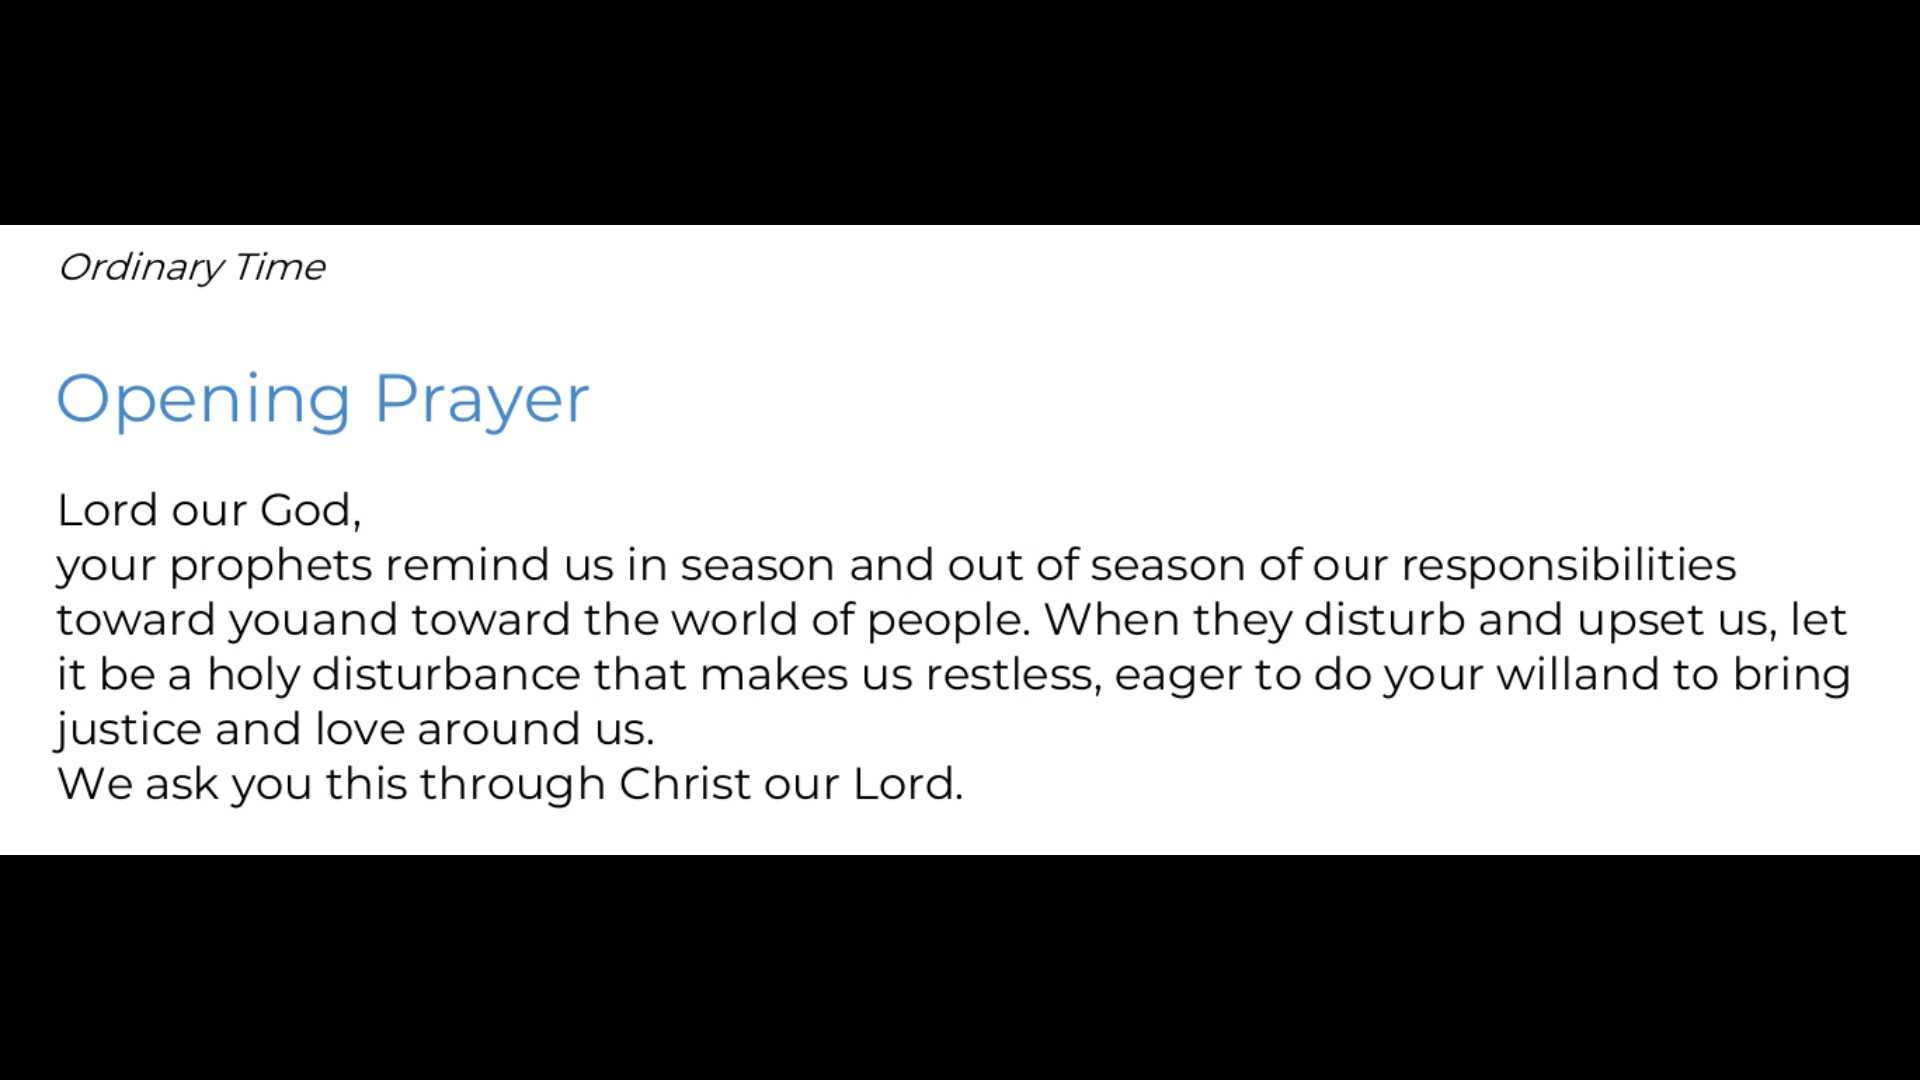 Ordinary Time
Opening Prayer
Lord our God,
your prophets remind us in season and out of season of our responsibilities
toward youand toward the world of people. When they disturb and upset us, let
it be a holy disturbance that makes us restless, eager to do your willand to bring
justice and love around us.
We ask you this through Christ our Lord.